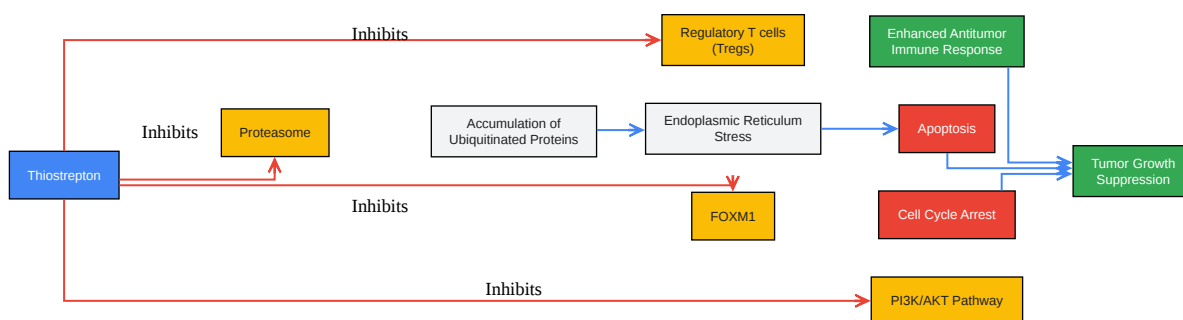 Inhibits
Regulatory T cells
(Tregs)
Enhanced Antitumor
Immune Response
Inhibits
Proteasome
Accumulation of
Ubiquitinated Proteins
Endoplasmic Reticulum
Stress
Apoptosis
Thiostrepton
Tumor Growth
Suppression
Inhibits
FOXM1
Cell Cycle Arrest
Inhibits
PI3K/AKT Pathway